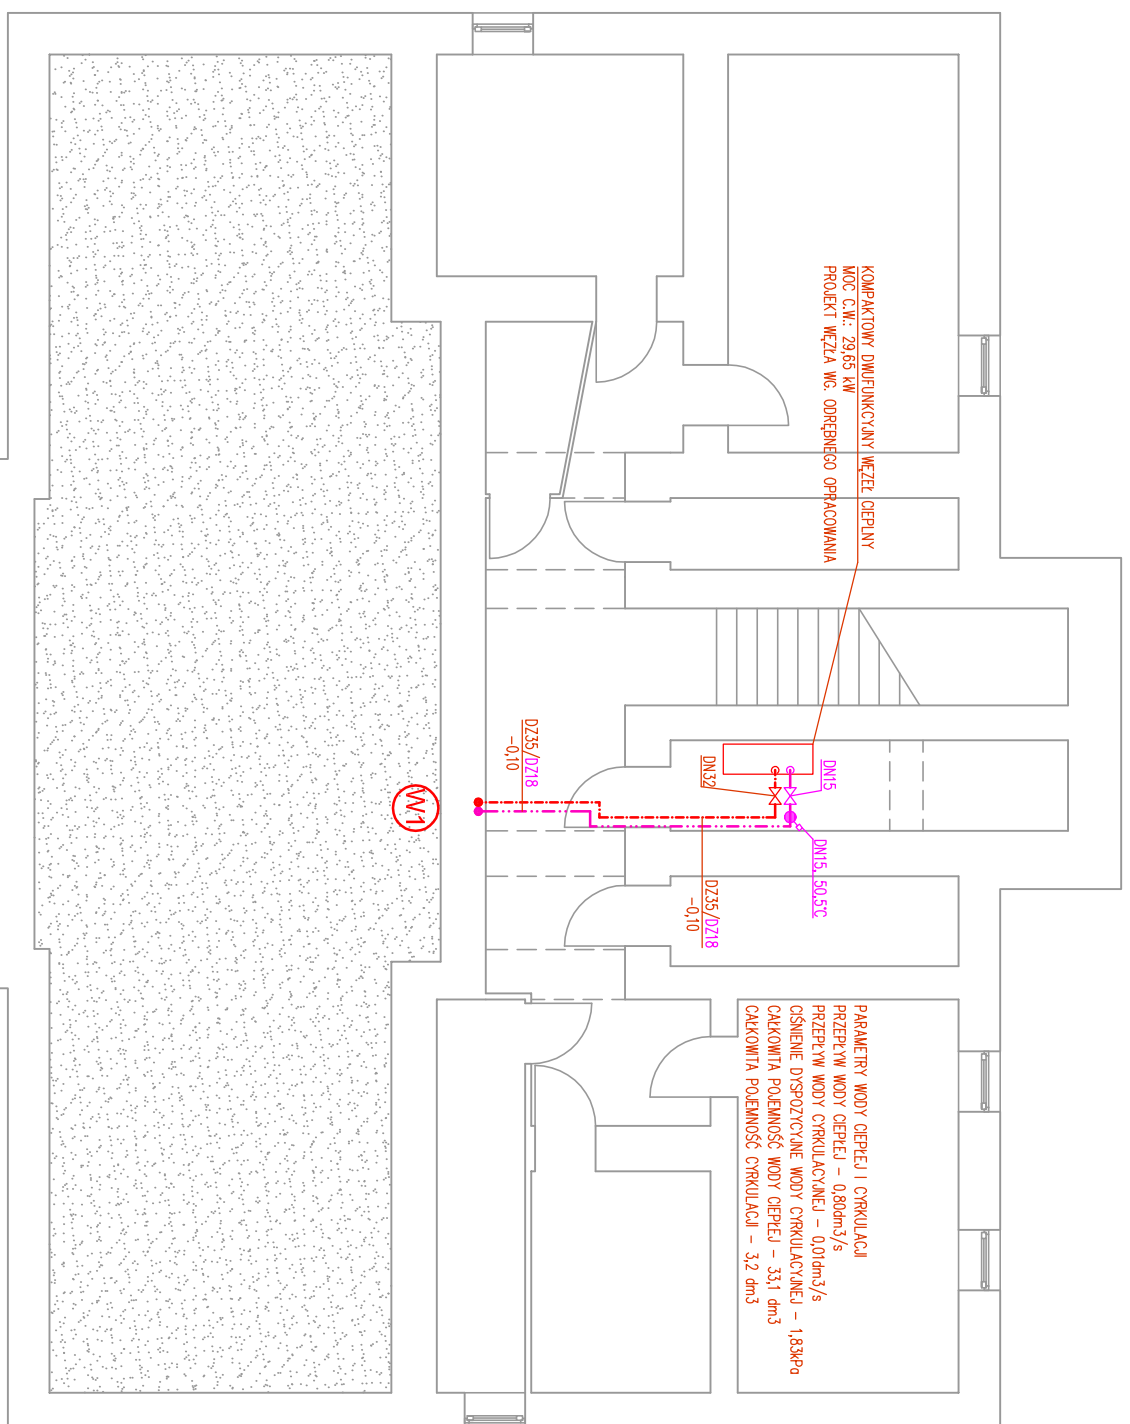 KOMPAKTOWY DWUFUNKCYJNY WĘZEŁ CIEPLNY
MOC C.W.: 29,65 kW
PROJEKT WĘZŁA WG. ODRĘBNEGO OPRACOWANIA
DN15
DN32
DN15, 50.5°C
DZ35/DZ18
-0,10
DZ35/DZ18
-0,10
W1
PARAMETRY WODY CIEPŁEJ I CYRKULACJI
PRZEPŁYW WODY CIEPŁEJ - 0,80dm3/s
PRZEPŁYW WODY CYRKULACYJNEJ - 0,01dm3/s
CIŚNIENIE DYSPOZYCYJNE WODY CYRKULACYJNEJ - 1,83kPa
CAŁKOWITA POJEMNOŚĆ WODY CIEPŁEJ - 33,1 dm3
CAŁKOWITA POJEMNOŚĆ CYRKULACJI - 3,2 dm3